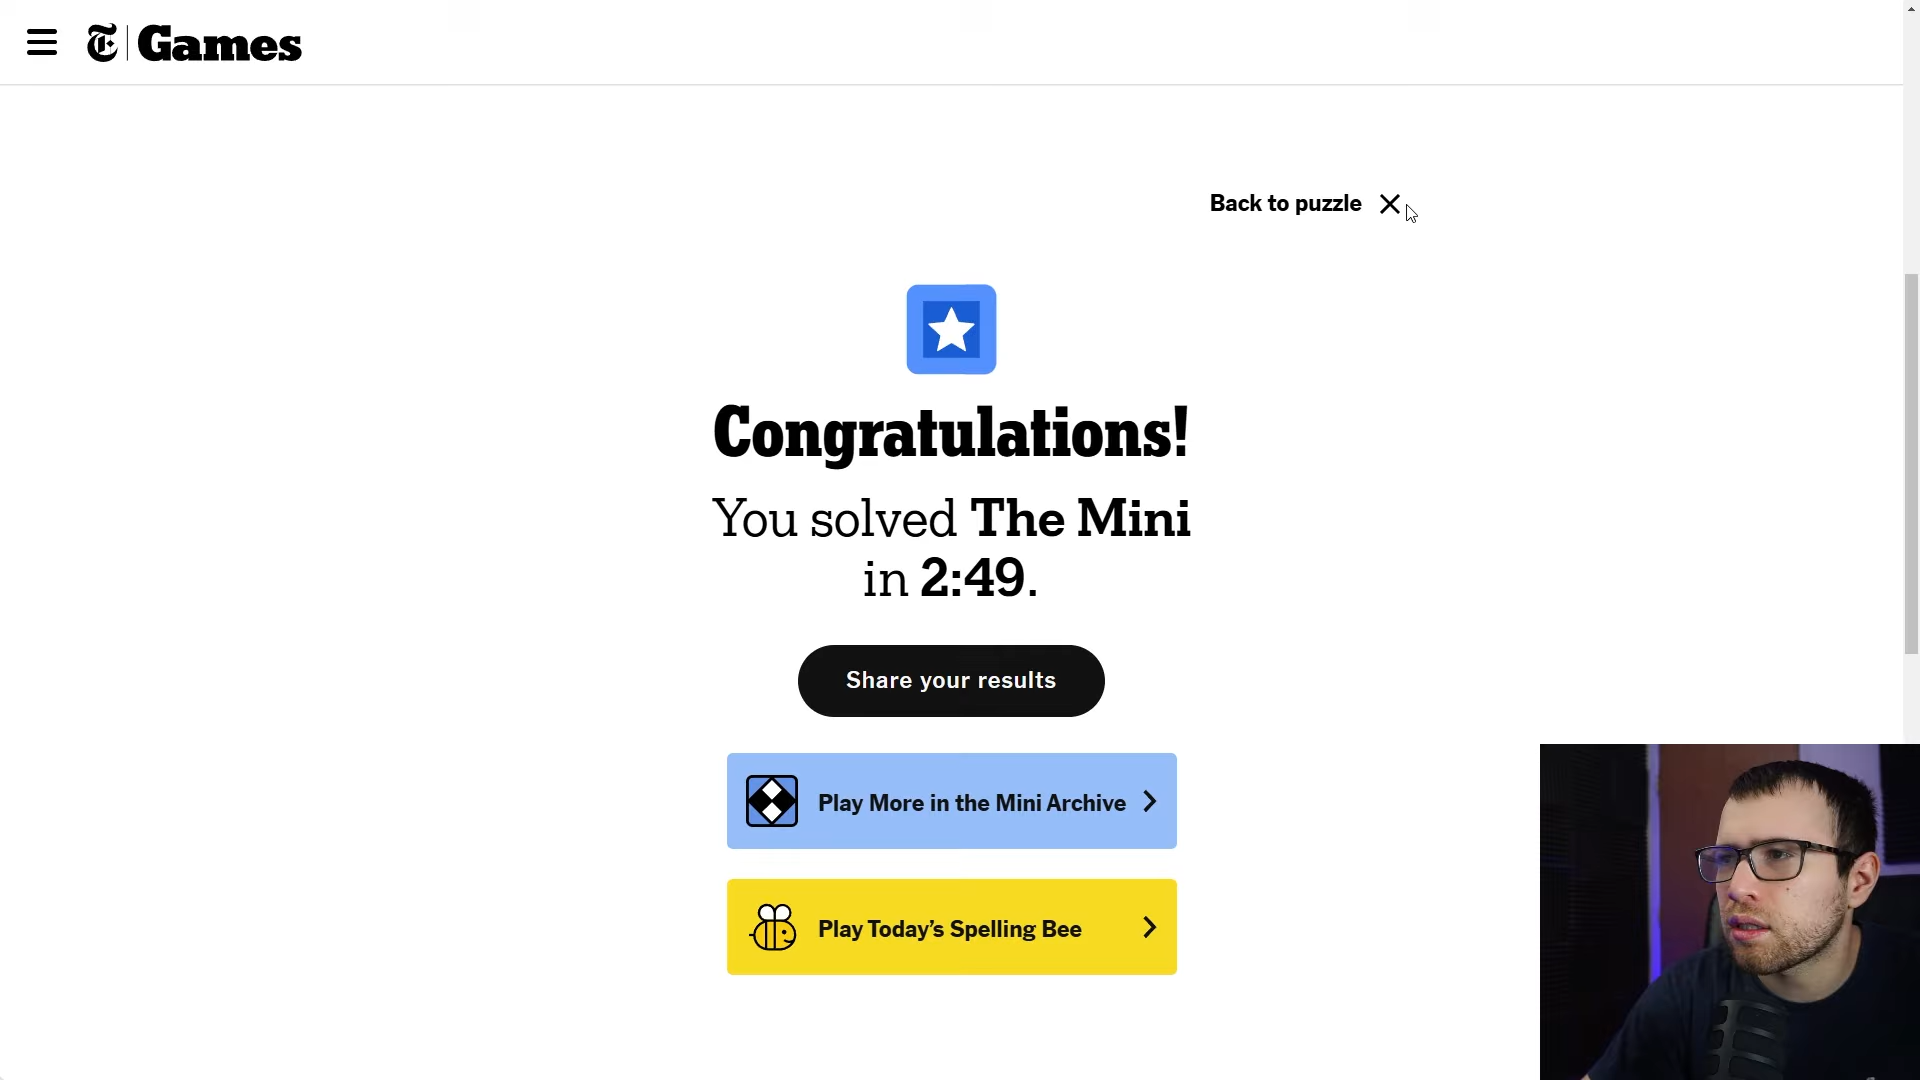 T | Games
Back to puzzle
Congratulations!
You solved The Mini
in 2:49.
Share your results
Play More in the Mini Archive
Play Today’s Spelling Bee